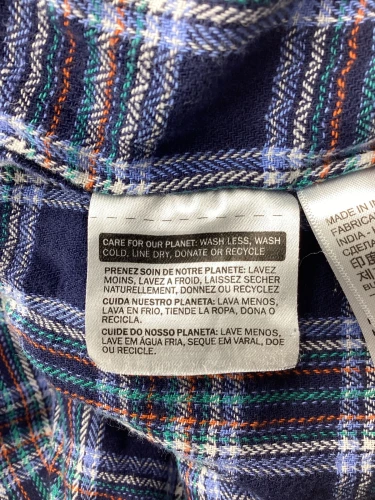 CARE FOR OUR PLANET: WASH LESS, WASH
COLD, LINE DRY, DONATE OR RECYCLE
PRENEZ SOIN DE NOTRE PLANETE: LAVEZ
MOINS, LAVEZ A FROID, LAISSEZ SECHER
NATURELLEMENT, DONNEZ OU RECYCLEZ
CUIDA NUESTRO PLANETA: LAVA MENOS,
LAVA EN FRIO, TIENDE LA ROPA, DONA O
RECICLA.
CUIDE DO NOSSO PLANETA: LAVE MENOS,
LAVE EM ÁGUA FRIA, SEQUE EM VARAL, DOE
OU RECICLE.
MADE IN
FABRICA
INDIA